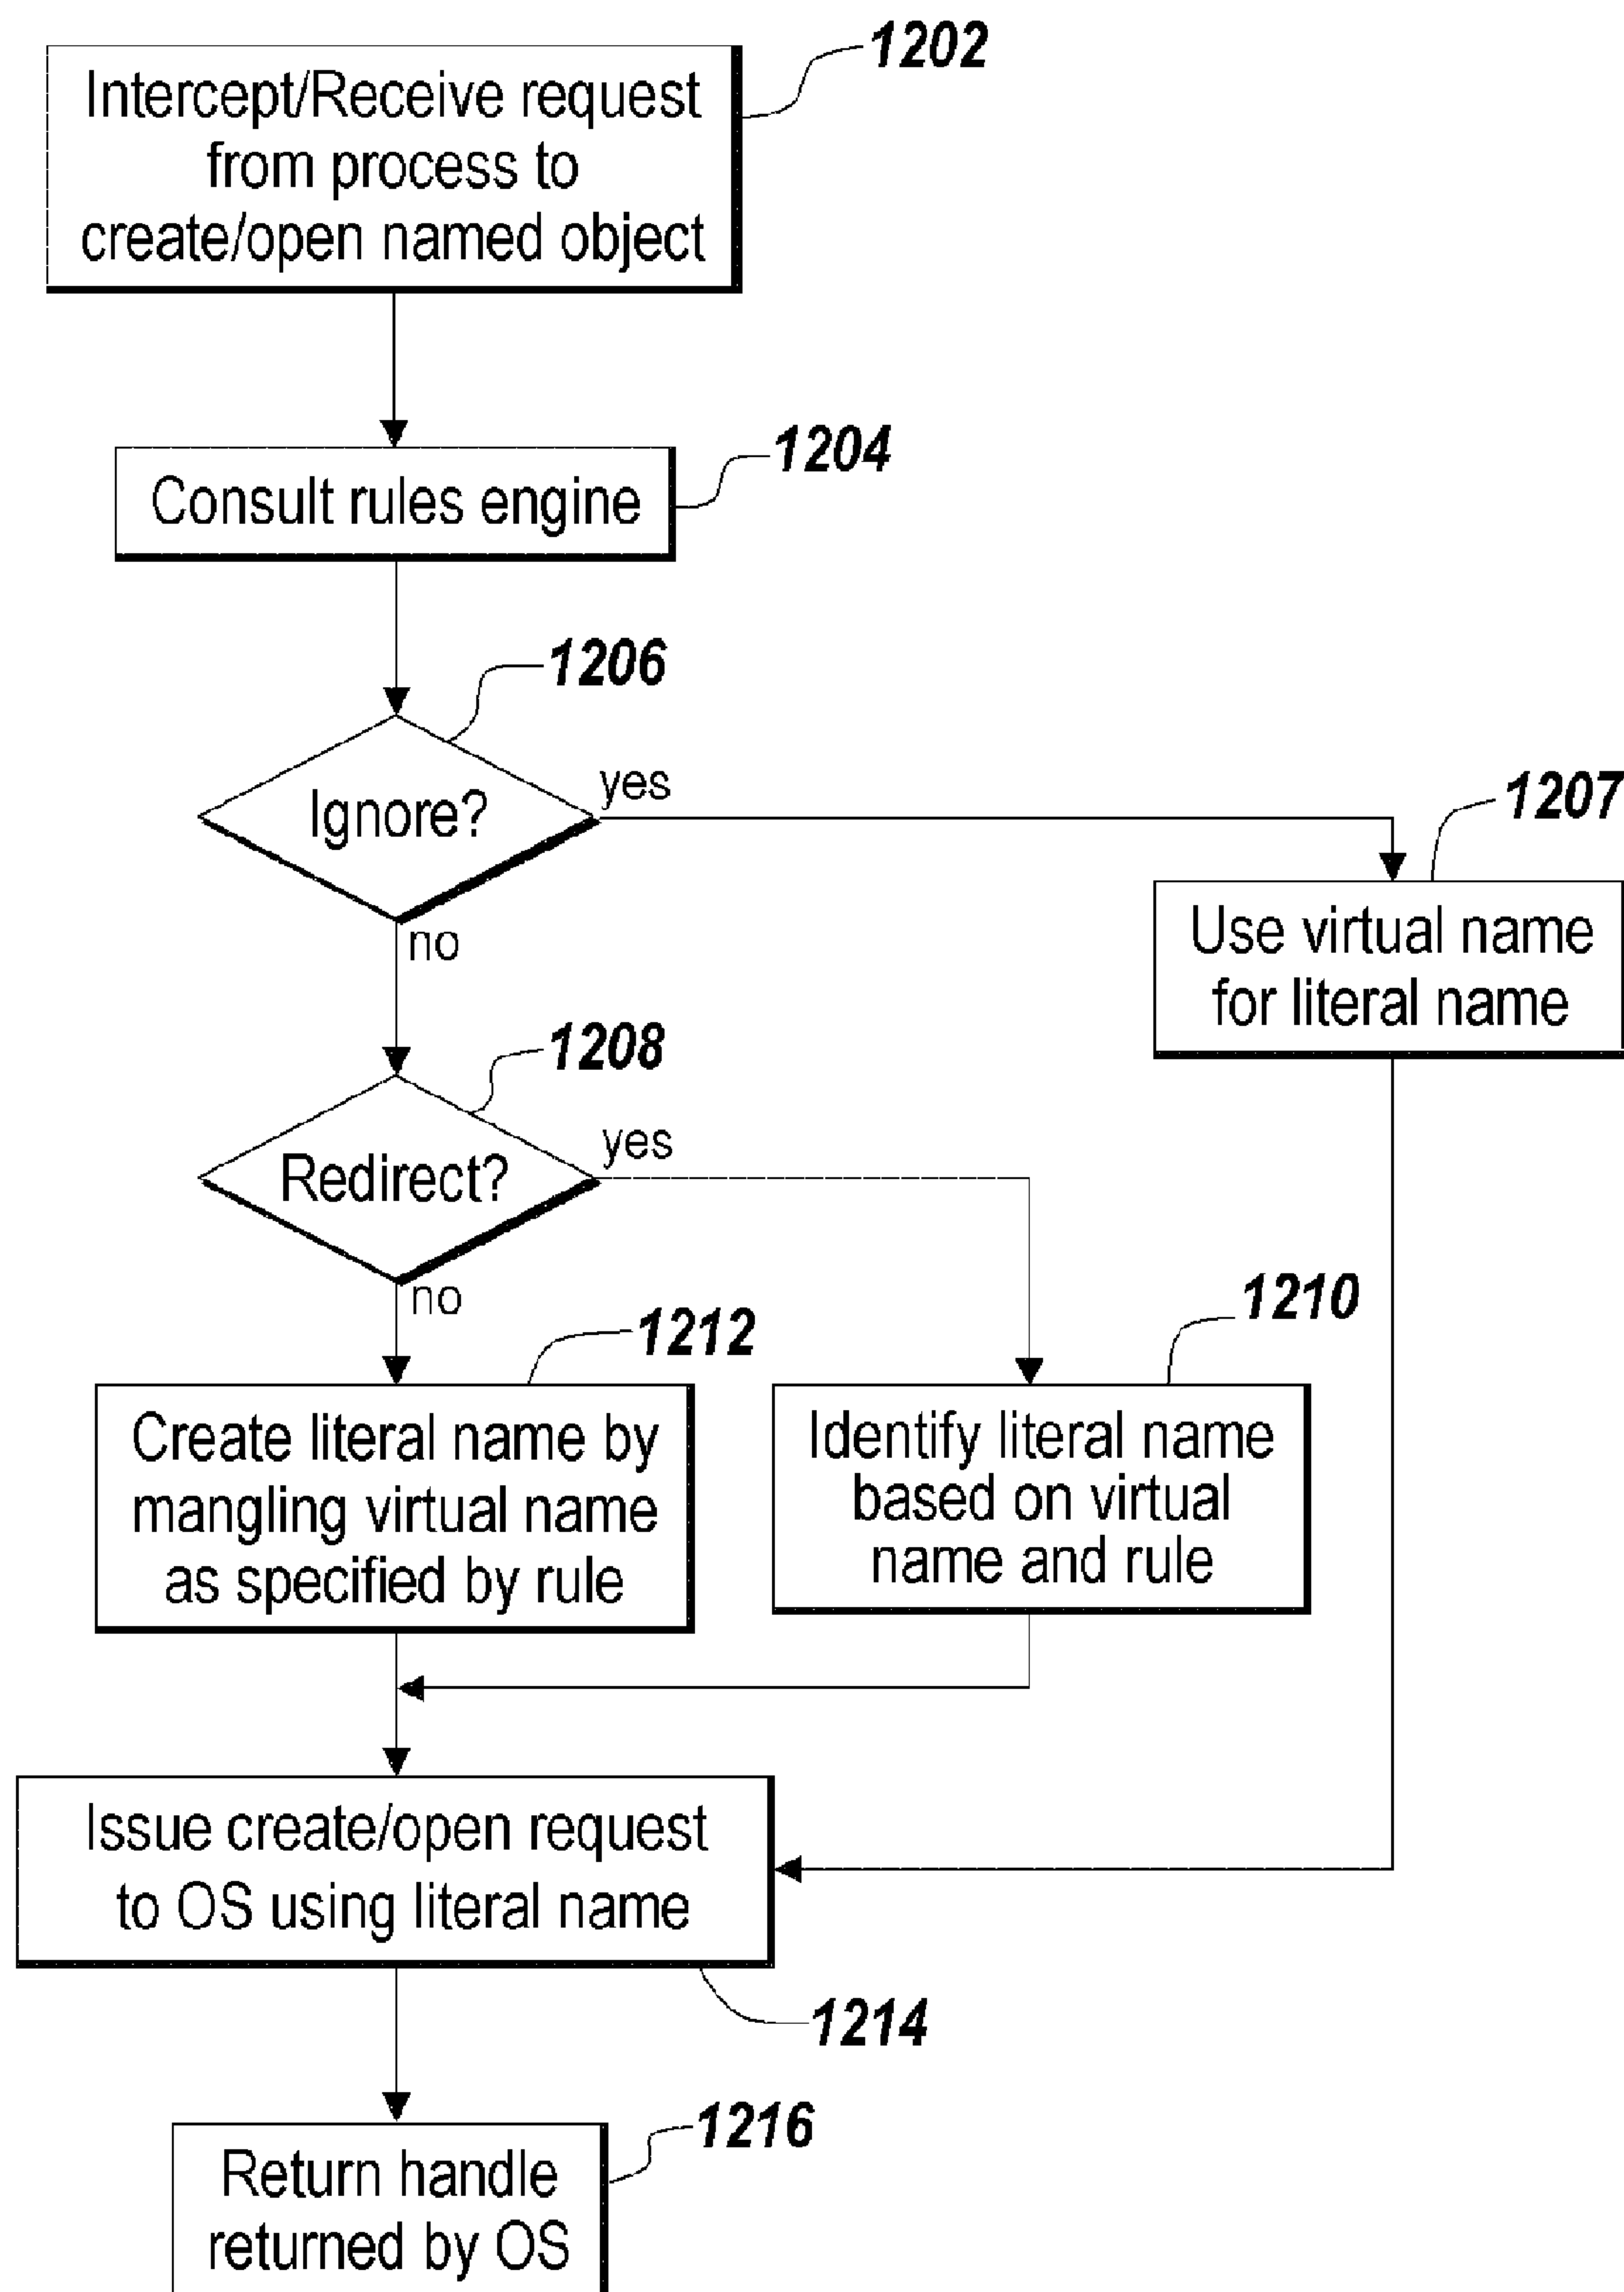 1202
Intercept/Receive request
from process to
create/open named object
1204
Consult rules engine
1206
Ignore?
yes
no
1207
Use virtual name
for literal name
1208
Redirect?
yes
no
1212
Create literal name by
mangling virtual name
as specified by rule
1210
Identify literal name
based on virtual
name and rule
Issue create/open request
to OS using literal name
1214
1216
Return handle
returned by OS